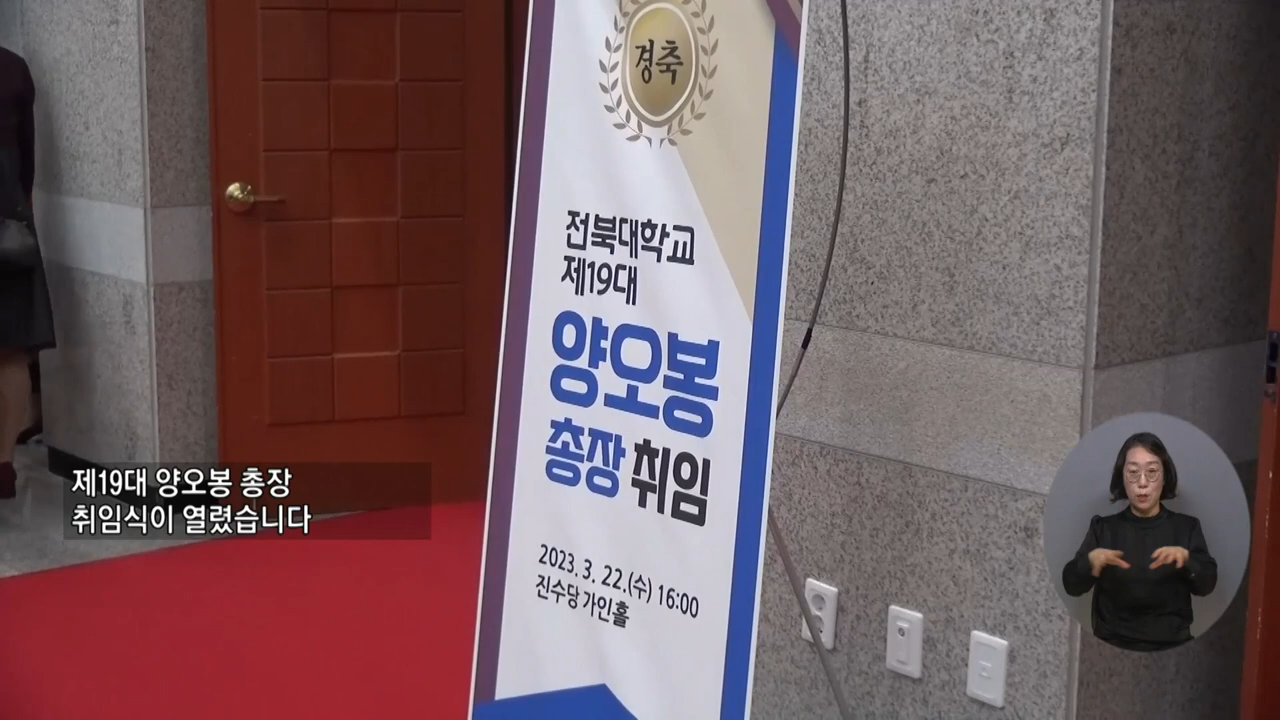 경축
전북대학교
제19대
양오봉
총장 취임
2023. 3. 22.(수) 16:00
진수당 가인홀
제19대 양오봉 총장
취임식이 열렸습니다